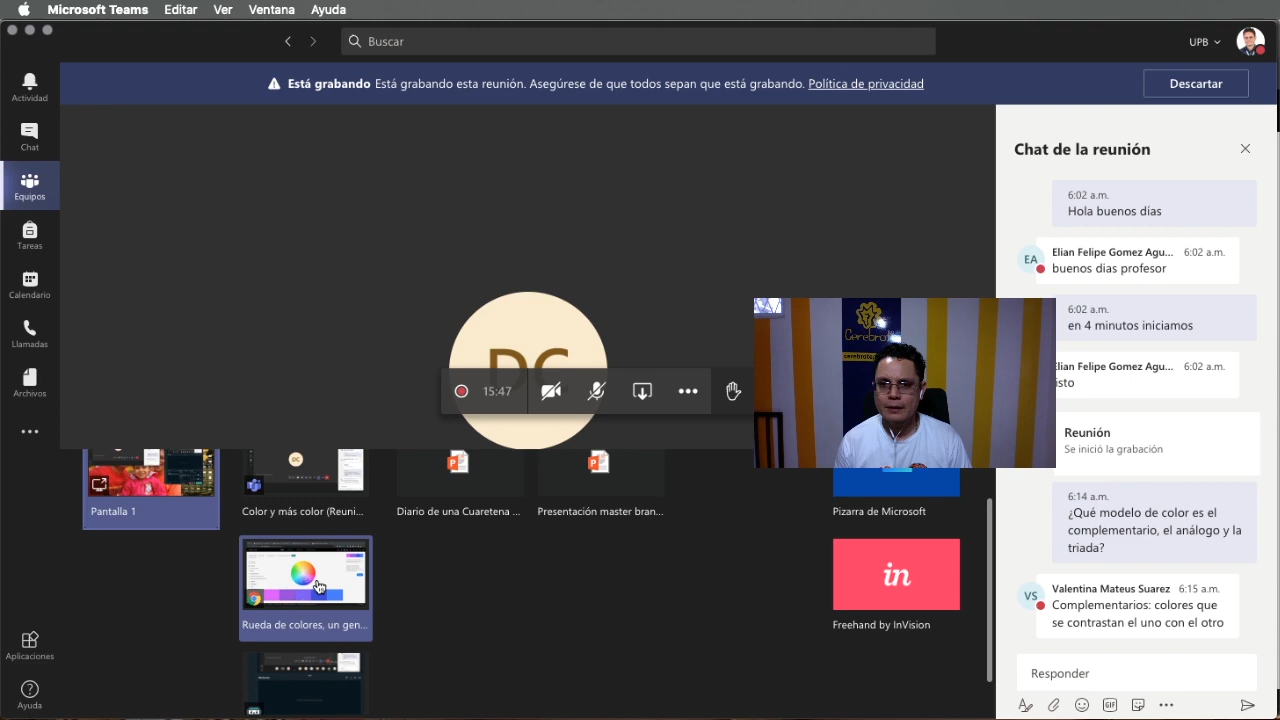 Microsoft Teams Editar Ver Ventana Ayuda
Buscar
UPB
Está grabando Está grabando esta reunión. Asegúrese de que todos sepan que está grabando. Política de privacidad
Descartar
Actividad
Chat
Equipos
Tareas
Calendario
Llamadas
Archivos
Aplicaciones
Ayuda
DC
15:47
Cerebrote
Pantalla 1
Color y más color (Reuni...
Diario de una Cuaretena ...
Presentación master bran...
Pizarra de Microsoft
Rueda de colores, un gen...
in
Freehand by InVision
Chat de la reunión
6:02 a.m.
Hola buenos días
EA
Elian Felipe Gomez Agu... 6:02 a.m.
buenos dias profesor
6:02 a.m.
en 4 minutos iniciamos
Elian Felipe Gomez Agu... 6:02 a.m.
isto
Reunión
Se inició la grabación
6:14 a.m.
¿Qué modelo de color es el
complementario, el análogo y la
triada?
VS
Valentina Mateus Suarez 6:15 a.m.
Complementarios: colores que
se contrastan el uno con el otro
Responder
GIF